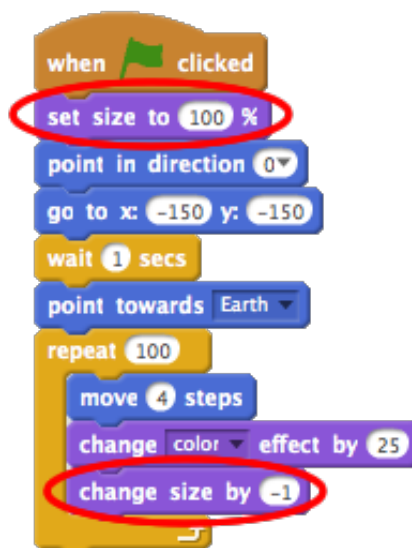 when clicked
set size to 100 %
point in direction 0
go to x: -150 y: -150
wait 1 secs
point towards Earth
repeat 100
move 4 steps
change color effect by 25
change size by -1